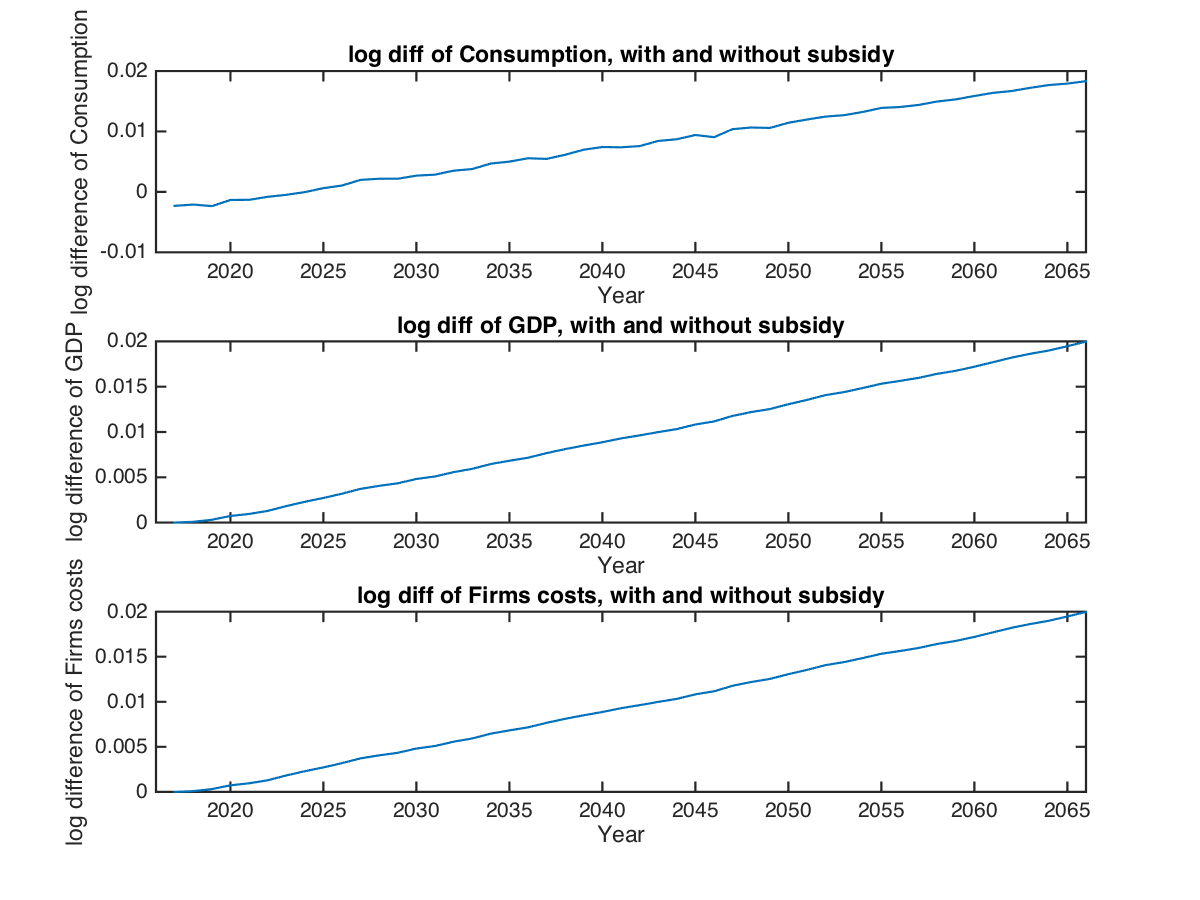 log diff of Consumption, with and without subsidy
log difference of Consumption
0.02
0.01
0
-0.01
2020 2025 2030 2035 2040 2045 2050 2055 2060 2065
Year
log diff of GDP, with and without subsidy
log difference of GDP
0.02
0.015
0.01
0.005
0
2020 2025 2030 2035 2040 2045 2050 2055 2060 2065
Year
log diff of Firms costs, with and without subsidy
log difference of Firms costs
0.02
0.015
0.01
0.005
0
2020 2025 2030 2035 2040 2045 2050 2055 2060 2065
Year